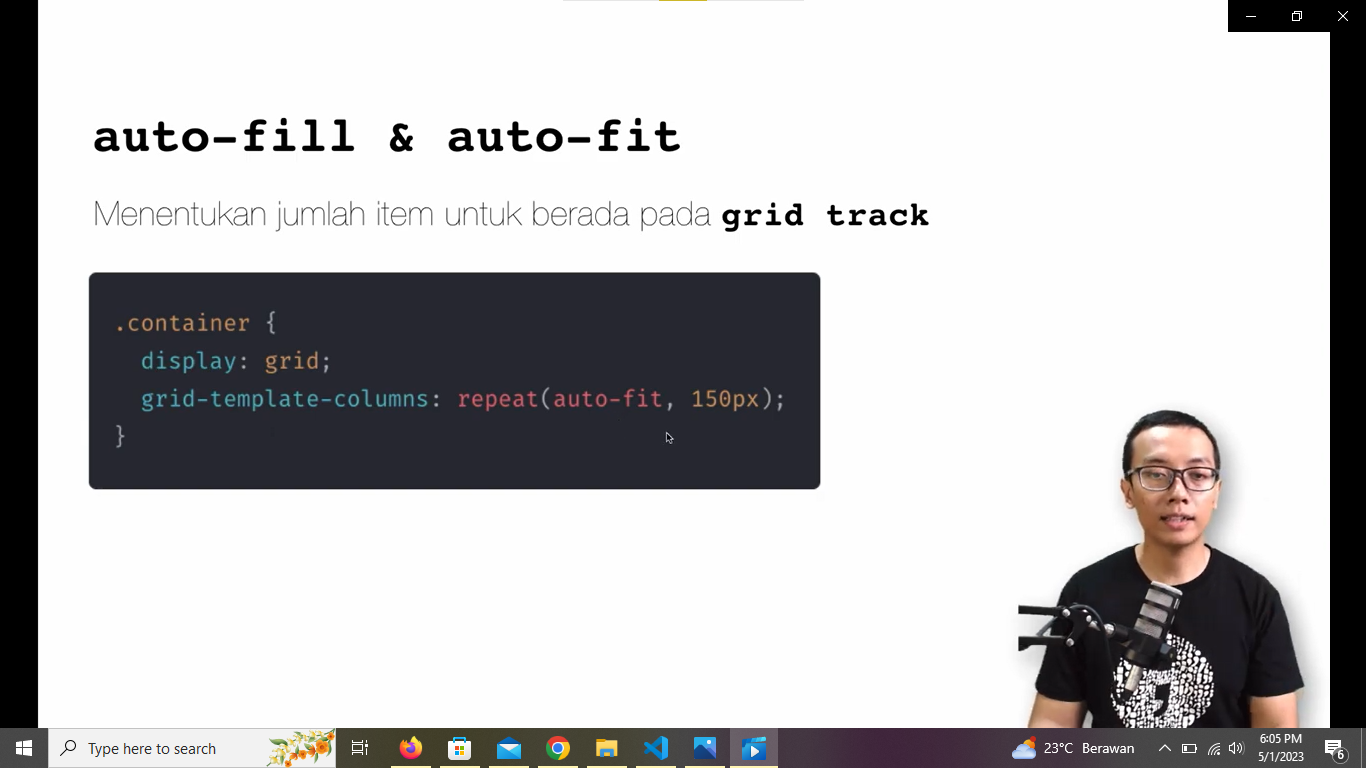 auto-fill & auto-fit
Menentukan jumlah item untuk berada pada grid track
.container {
  display: grid;
  grid-template-columns: repeat(auto-fit, 150px);
}
Type here to search
23°C Berawan
6:05 PM
5/1/2023
6